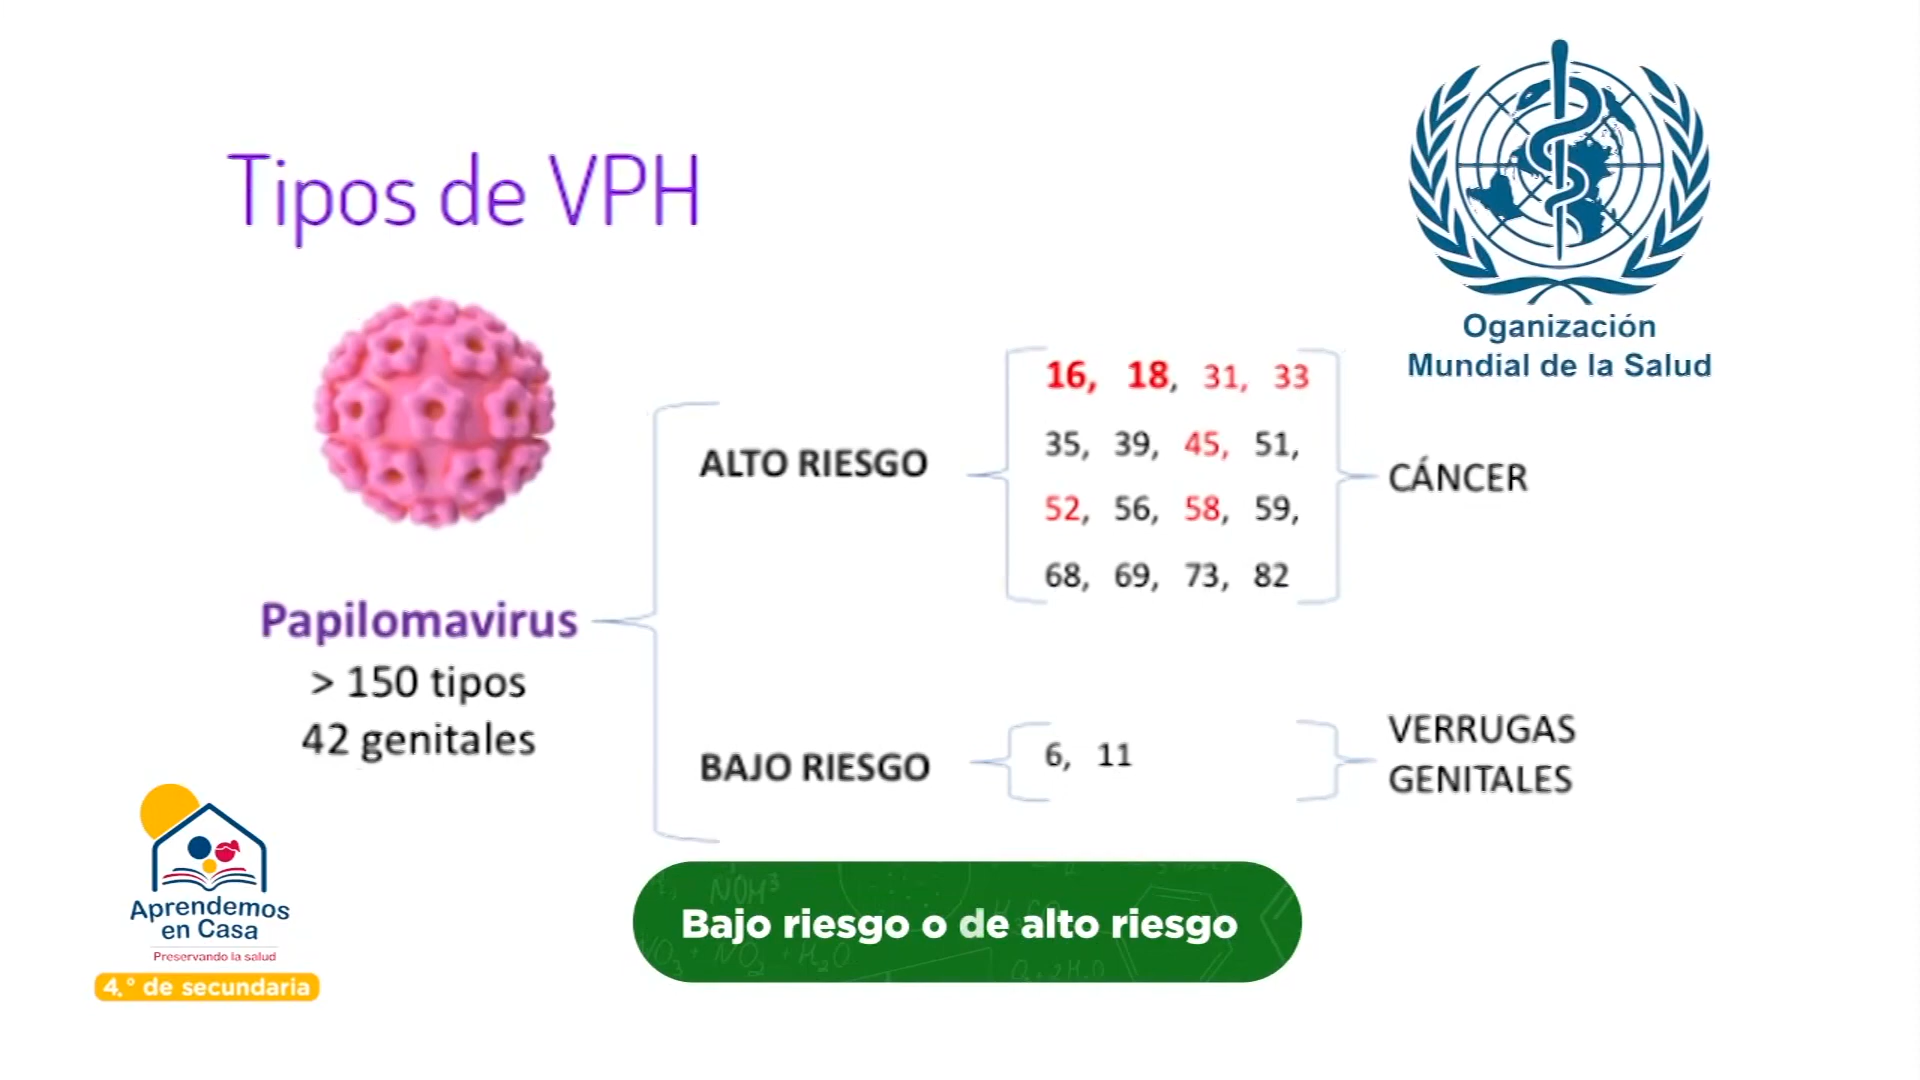 Tipos de VPH
Oganización
Mundial de la Salud
16, 18, 31, 33
35, 39, 45, 51,
ALTO RIESGO
CÁNCER
52, 56, 58, 59,
68, 69, 73, 82
Papilomavirus
> 150 tipos
42 genitales
BAJO RIESGO
6, 11
VERRUGAS
GENITALES
Bajo riesgo o de alto riesgo
Aprendemos
en Casa
Preservando la salud
4.° de secundaria